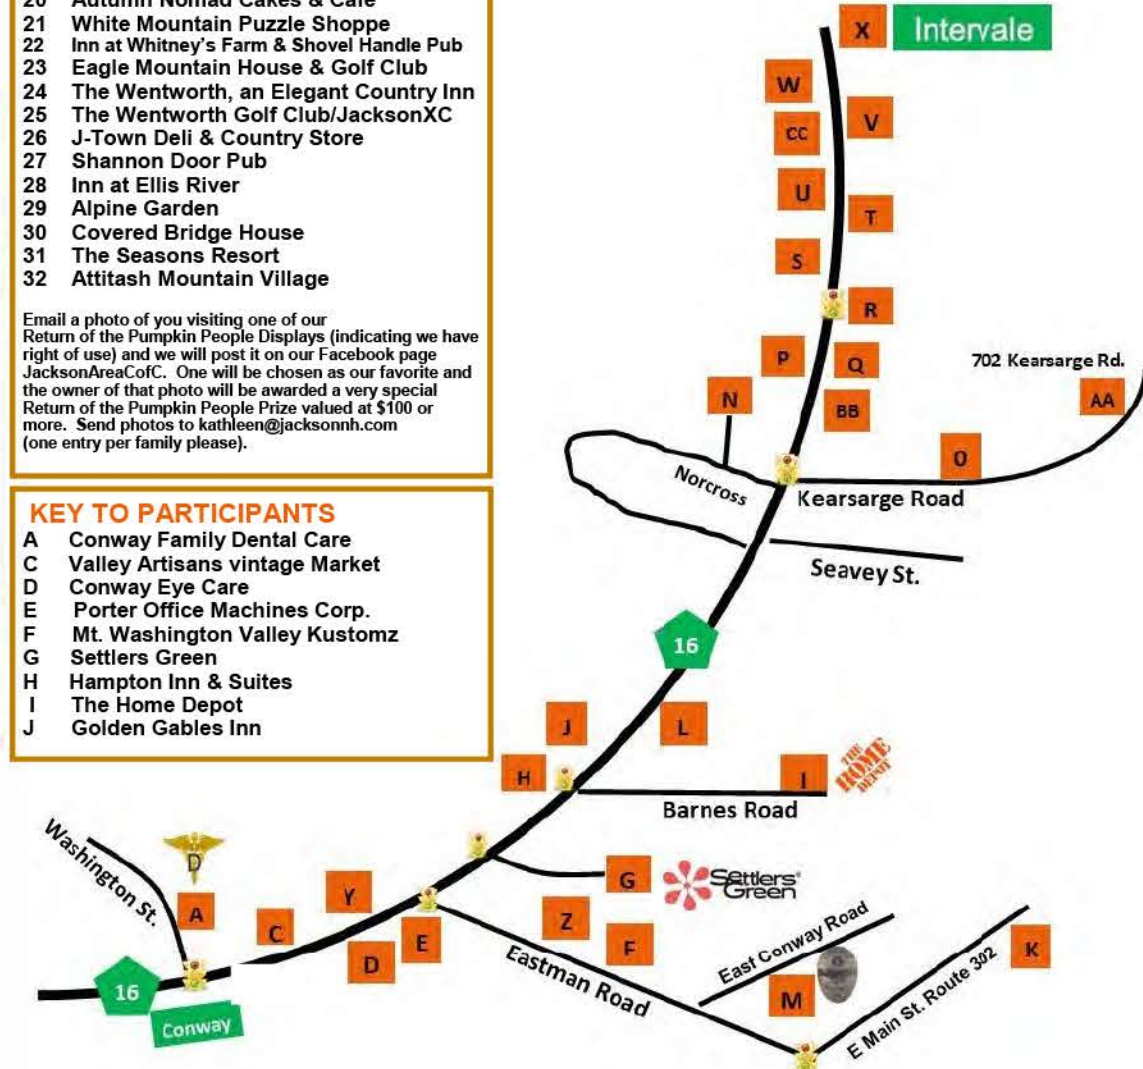 20 Autumn Nomad Cakes & Cafe
21 White Mountain Puzzle Shoppe
22 Inn at Whitney's Farm & Shovel Handle Pub
23 Eagle Mountain House & Golf Club
24 The Wentworth, an Elegant Country Inn
25 The Wentworth Golf Club/JacksonXC
26 J-Town Deli & Country Store
27 Shannon Door Pub
28 Inn at Ellis River
29 Alpine Garden
30 Covered Bridge House
31 The Seasons Resort
32 Attitash Mountain Village
Email a photo of you visiting one of our
Return of the Pumpkin People Displays (indicating we have
right of use) and we will post it on our Facebook page
JacksonAreaCofC. One will be chosen as our favorite and
the owner of that photo will be awarded a very special
Return of the Pumpkin People Prize valued at $100 or
more. Send photos to kathleen@jacksonnh.com
(one entry per family please).
KEY TO PARTICIPANTS
A Conway Family Dental Care
C Valley Artisans vintage Market
D Conway Eye Care
E Porter Office Machines Corp.
F Mt. Washington Valley Kustomz
G Settlers Green
H Hampton Inn & Suites
I The Home Depot
J Golden Gables Inn
X
Intervale
W
V
CC
U
T
S
R
P
Q
702 Kearsarge Rd.
N
BB
AA
O
Norcross
Kearsarge Road
Seavey St.
16
J
L
H
I
THE HOME DEPOT
Barnes Road
Washington St.
D
Y
G
Settlers Green
A
C
Z
D
E
F
Eastman Road
East Conway Road
K
M
E Main St. Route 302
16
Conway